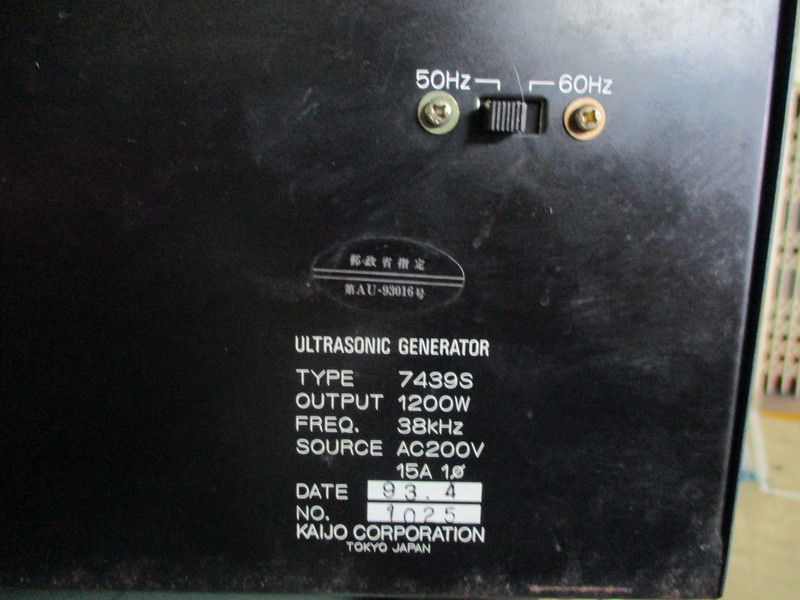 50Hz 60Hz
郵政省指定
第AU-93016号
ULTRASONIC GENERATOR
TYPE 7439S
OUTPUT 1200W
FREQ. 38kHz
SOURCE AC200V
15A 1ø
DATE 93.4
NO. 1025
KAIJO CORPORATION
TOKYO JAPAN